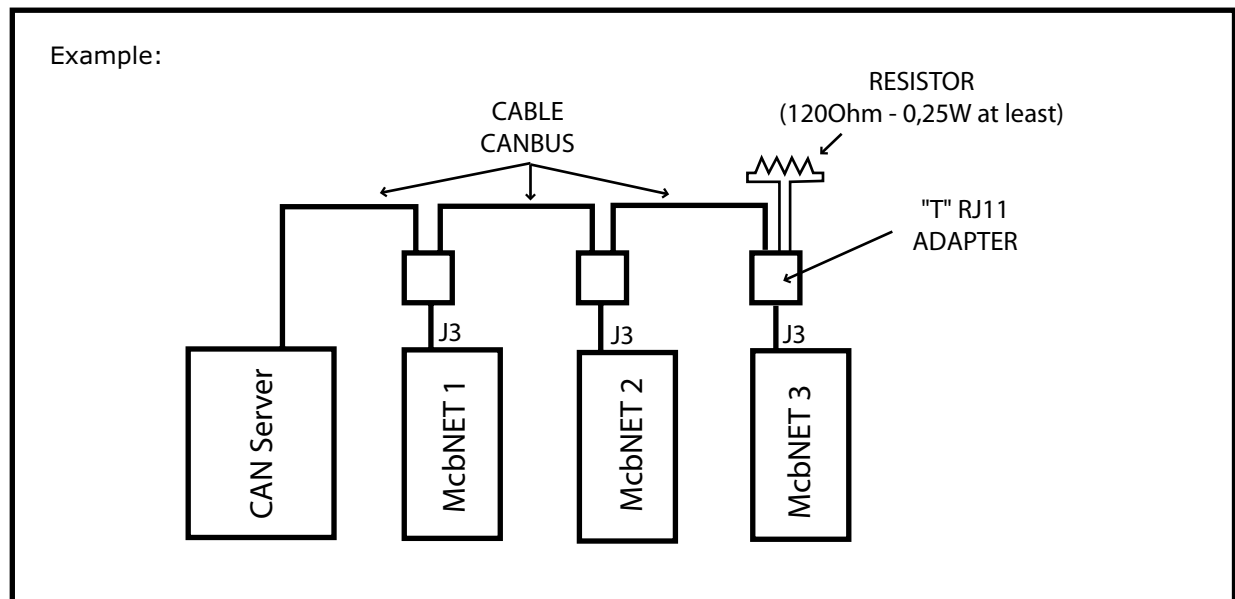 Example:
RESISTOR
(120Ohm - 0,25W at least)
CABLE
CANBUS
"T" RJ11
ADAPTER
J3
J3
J3
CAN Server
McbNET 1
McbNET 2
McbNET 3